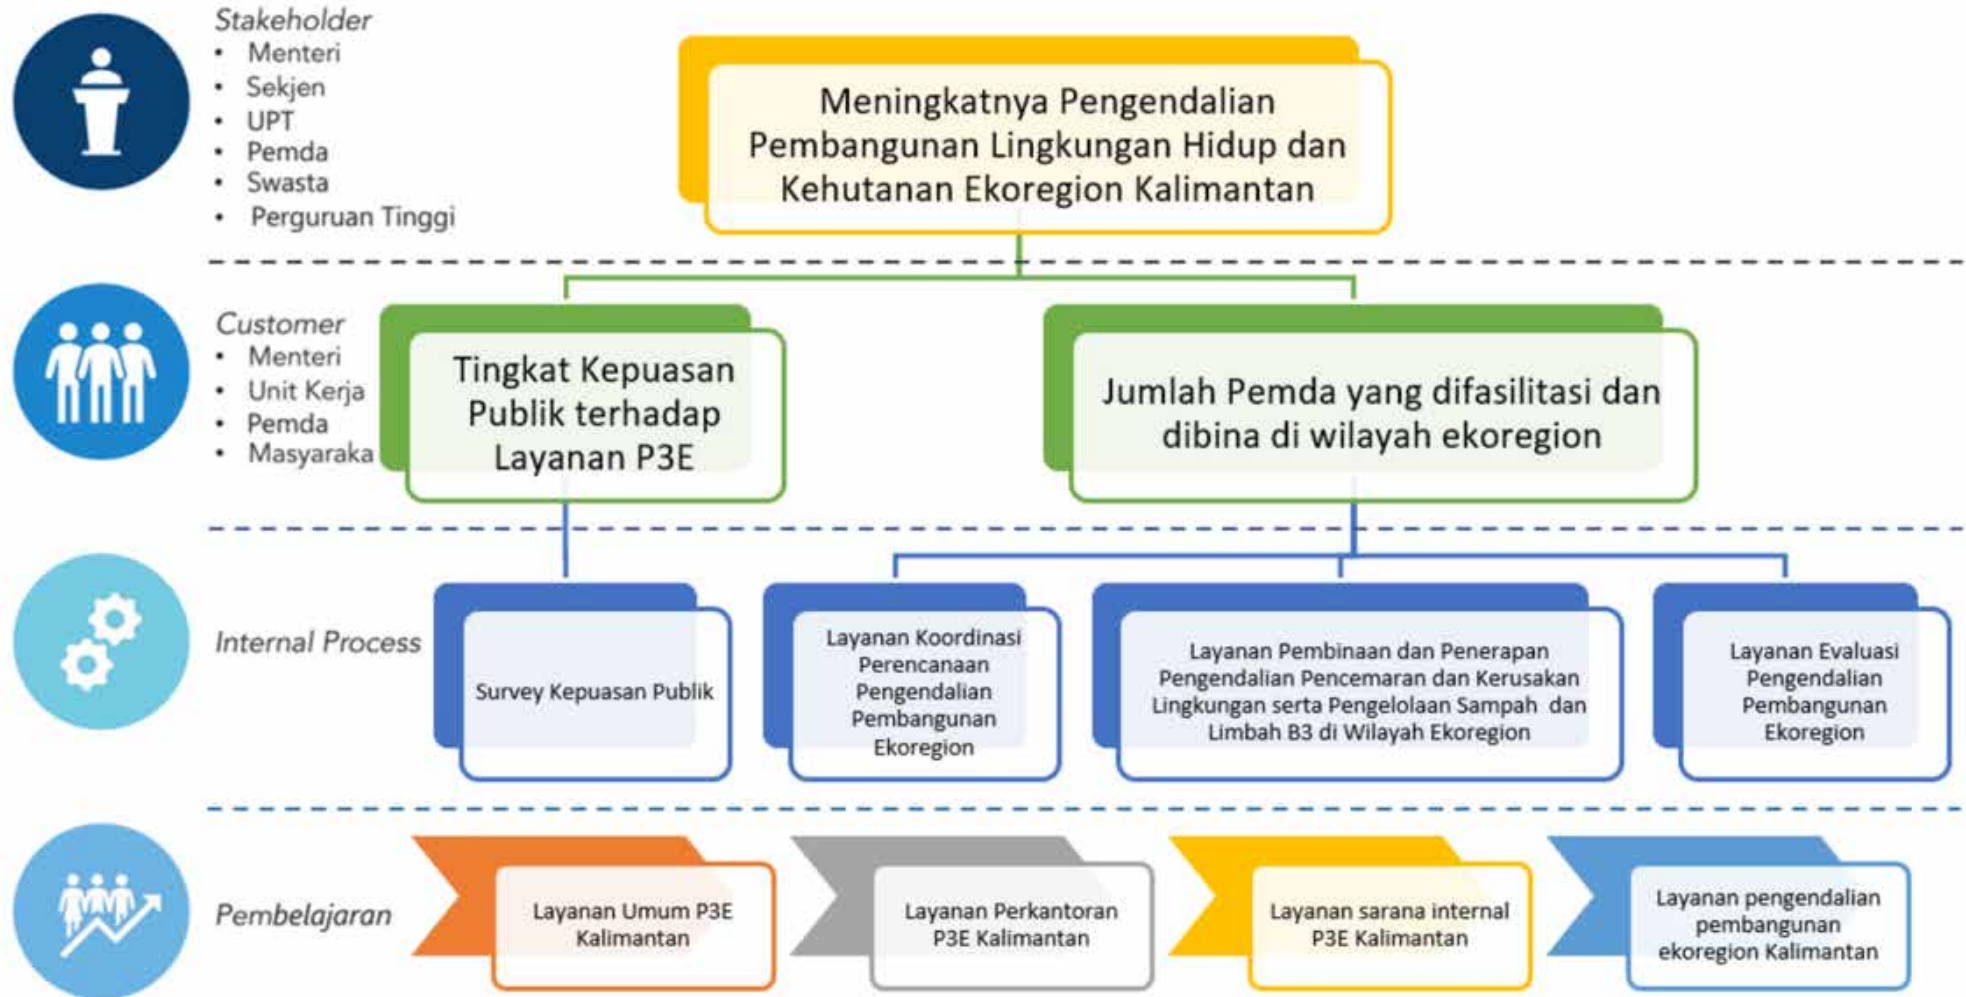 Stakeholder
• Menteri
• Sekjen
• UPT
• Pemda
• Swasta
• Perguruan Tinggi
Meningkatnya Pengendalian
Pembangunan Lingkungan Hidup dan
Kehutanan Ekoregion Kalimantan
Customer
• Menteri
• Unit Kerja
• Pemda
• Masyaraka
Tingkat Kepuasan
Publik terhadap
Layanan P3E
Jumlah Pemda yang difasilitasi dan
dibina di wilayah ekoregion
Internal Process
Survey Kepuasan Publik
Layanan Koordinasi
Perencanaan
Pengendalian
Pembangunan
Ekoregion
Layanan Pembinaan dan Penerapan
Pengendalian Pencemaran dan Kerusakan
Lingkungan serta Pengelolaan Sampah dan
Limbah B3 di Wilayah Ekoregion
Layanan Evaluasi
Pengendalian
Pembangunan
Ekoregion
Pembelajaran
Layanan Umum P3E
Kalimantan
Layanan Perkantoran
P3E Kalimantan
Layanan sarana internal
P3E Kalimantan
Layanan pengendalian
pembangunan
ekoregion Kalimantan